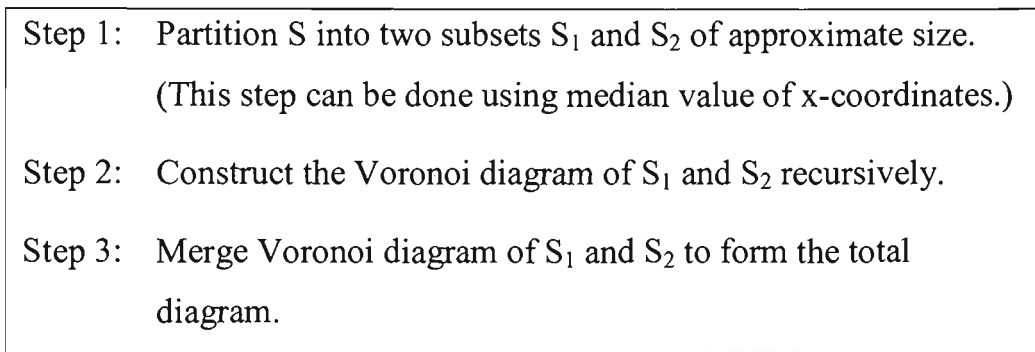 Step 1: Partition S into two subsets S₁ and S₂ of approximate size.
(This step can be done using median value of x-coordinates.)
Step 2: Construct the Voronoi diagram of S₁ and S₂ recursively.
Step 3: Merge Voronoi diagram of S₁ and S₂ to form the total
diagram.